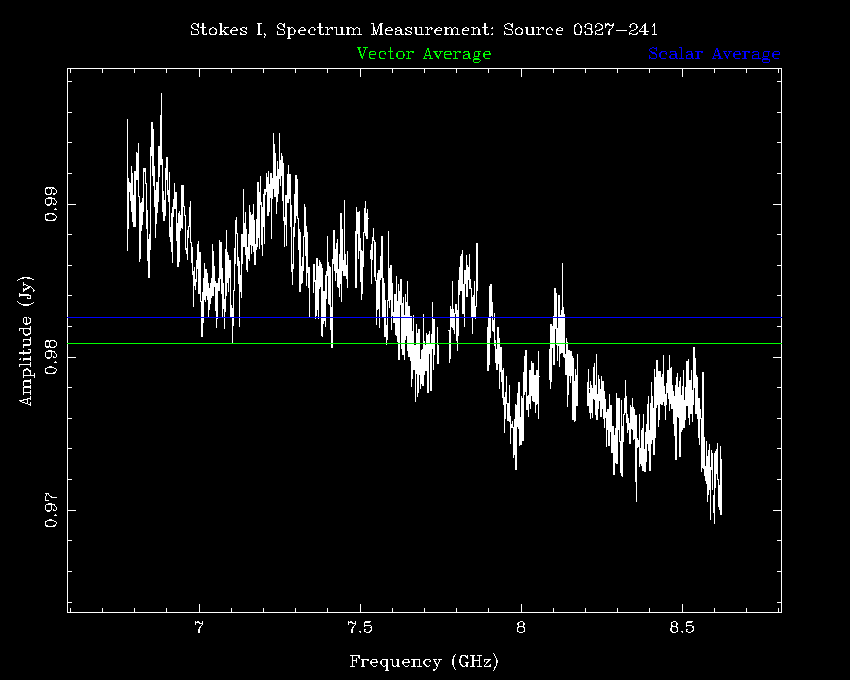 Stokes I, Spectrum Measurement: Source 0327−241
Vector Average
Scalar Average
0.99
0.98
0.97
Amplitude (Jy)
7
7.5
8
8.5
Frequency (GHz)